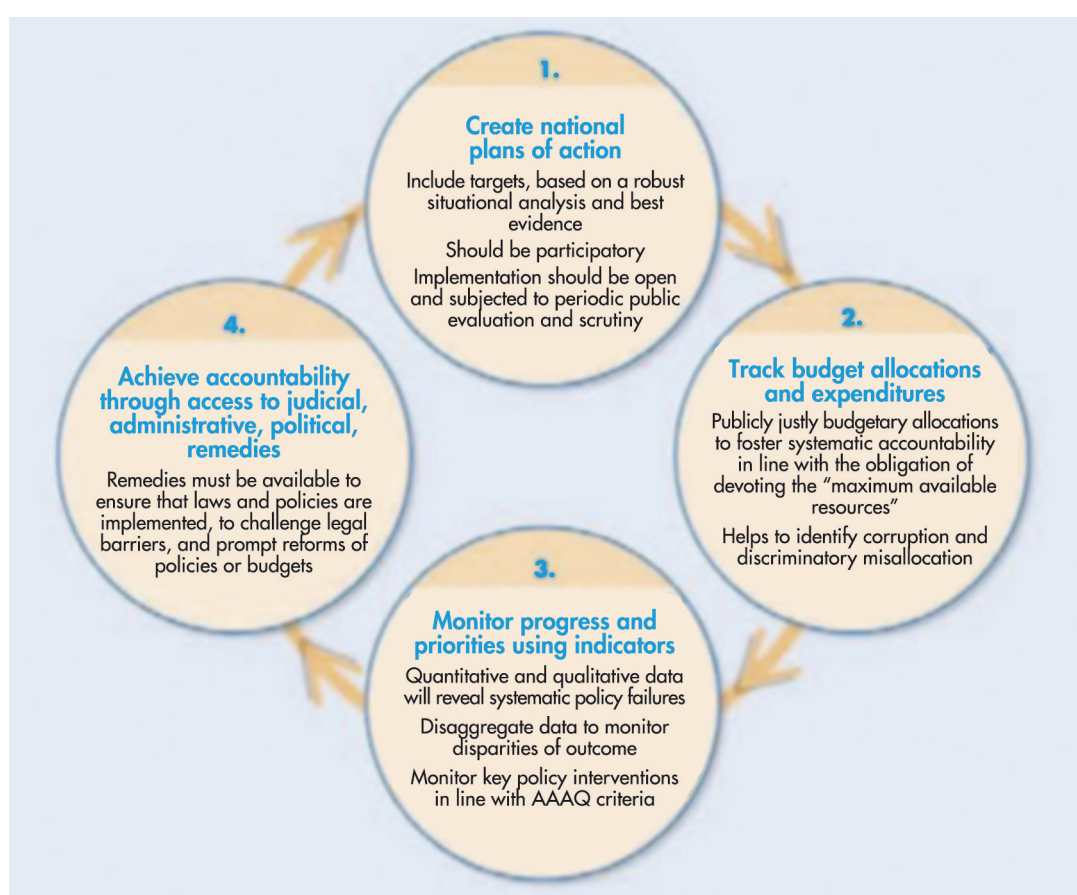 1.
Create national
plans of action
Include targets, based on a robust
situational analysis and best
evidence
Should be participatory
Implementation should be open
and subjected to periodic public
evaluation and scrutiny
2.
Track budget allocations
and expenditures
Publicly justly budgetary allocations
to foster systematic accountability
in line with the obligation of
devoting the “maximum available
resources”
Helps to identify corruption and
discriminatory misallocation
3.
Monitor progress and
priorities using indicators
Quantitative and qualitative data
will reveal systematic policy failures
Disaggregate data to monitor
disparities of outcome
Monitor key policy interventions
in line with AAAQ criteria
4.
Achieve accountability
through access to judicial,
administrative, political,
remedies
Remedies must be available to
ensure that laws and policies are
implemented, to challenge legal
barriers, and prompt reforms of
policies or budgets